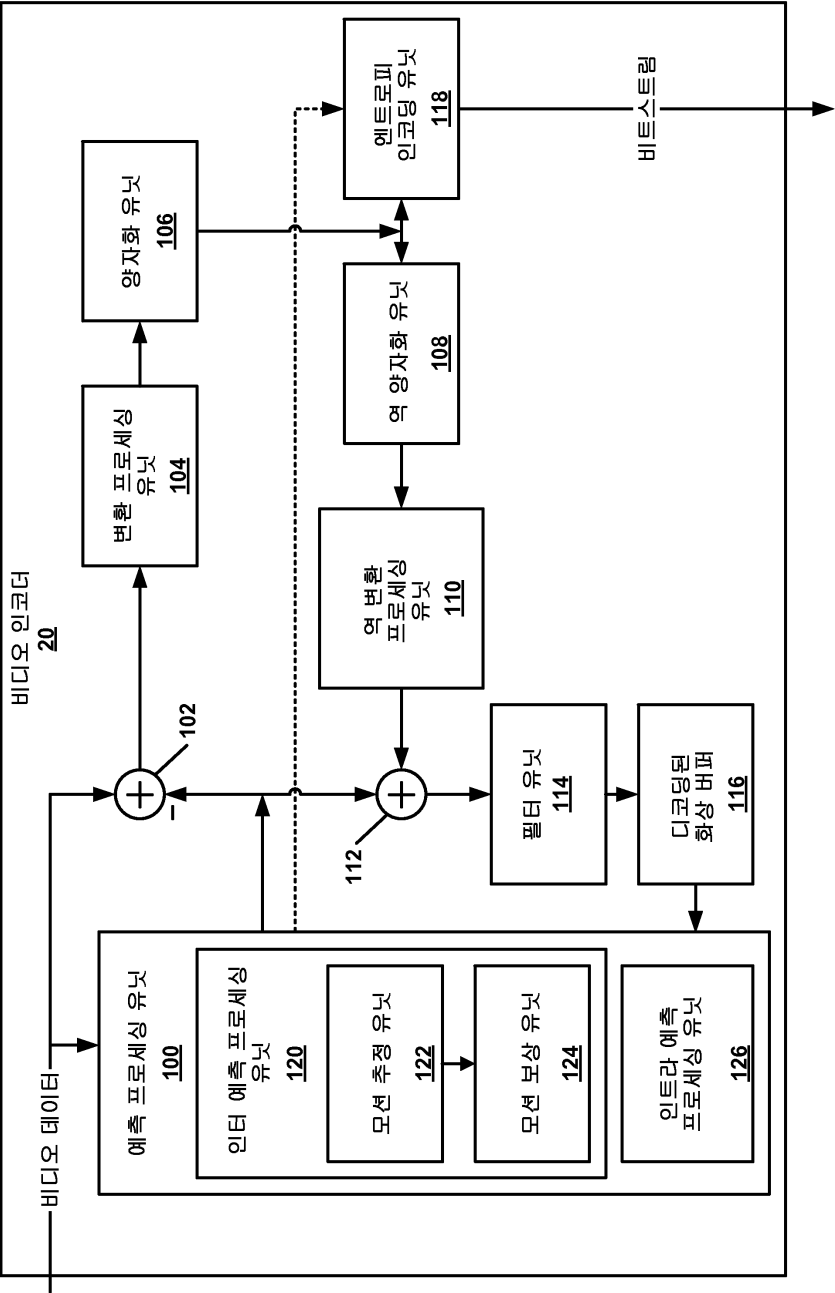 비디오 인코더
20
비디오 데이터
예측 프로세싱 유닛
100
인터 예측 프로세싱
유닛
120
모션 추정 유닛
122
모션 보상 유닛
124
인트라 예측
프로세싱 유닛
126
102
–
112
변환 프로세싱
유닛
104
양자화 유닛
106
엔트로피
인코딩 유닛
118
역 양자화 유닛
108
역 변환
프로세싱
유닛
110
필터 유닛
114
디코딩된
화상 버퍼
116
비트스트림